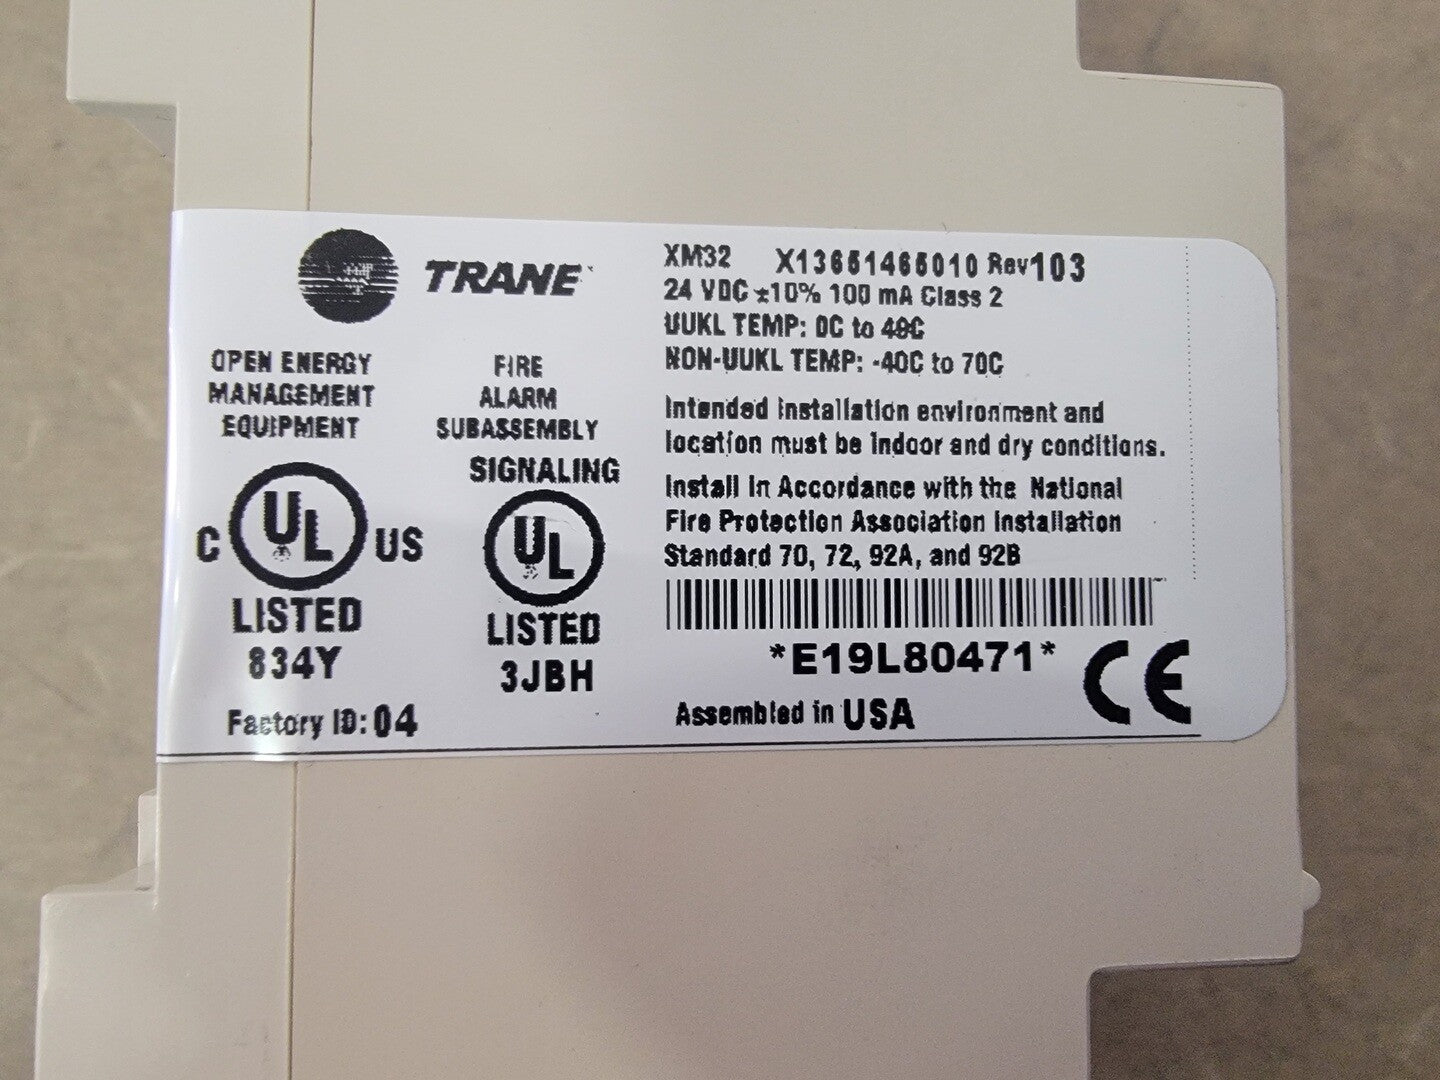 TRANE
OPEN ENERGY
MANAGEMENT
EQUIPMENT
C UL US
LISTED
834Y
Factory ID: 04
FIRE
ALARM
SUBASSEMBLY
SIGNALING
UL
LISTED
3JBH
XM32 X13651465010 Rev103
24 VDC ±10% 100 mA Class 2
UUKL TEMP: 0C to 49C
NON-UUKL TEMP: -40C to 70C
Intended installation environment and
location must be indoor and dry conditions.
Install in Accordance with the National
Fire Protection Association Installation
Standard 70, 72, 92A, and 92B
*E19L80471*
CE
Assembled in USA